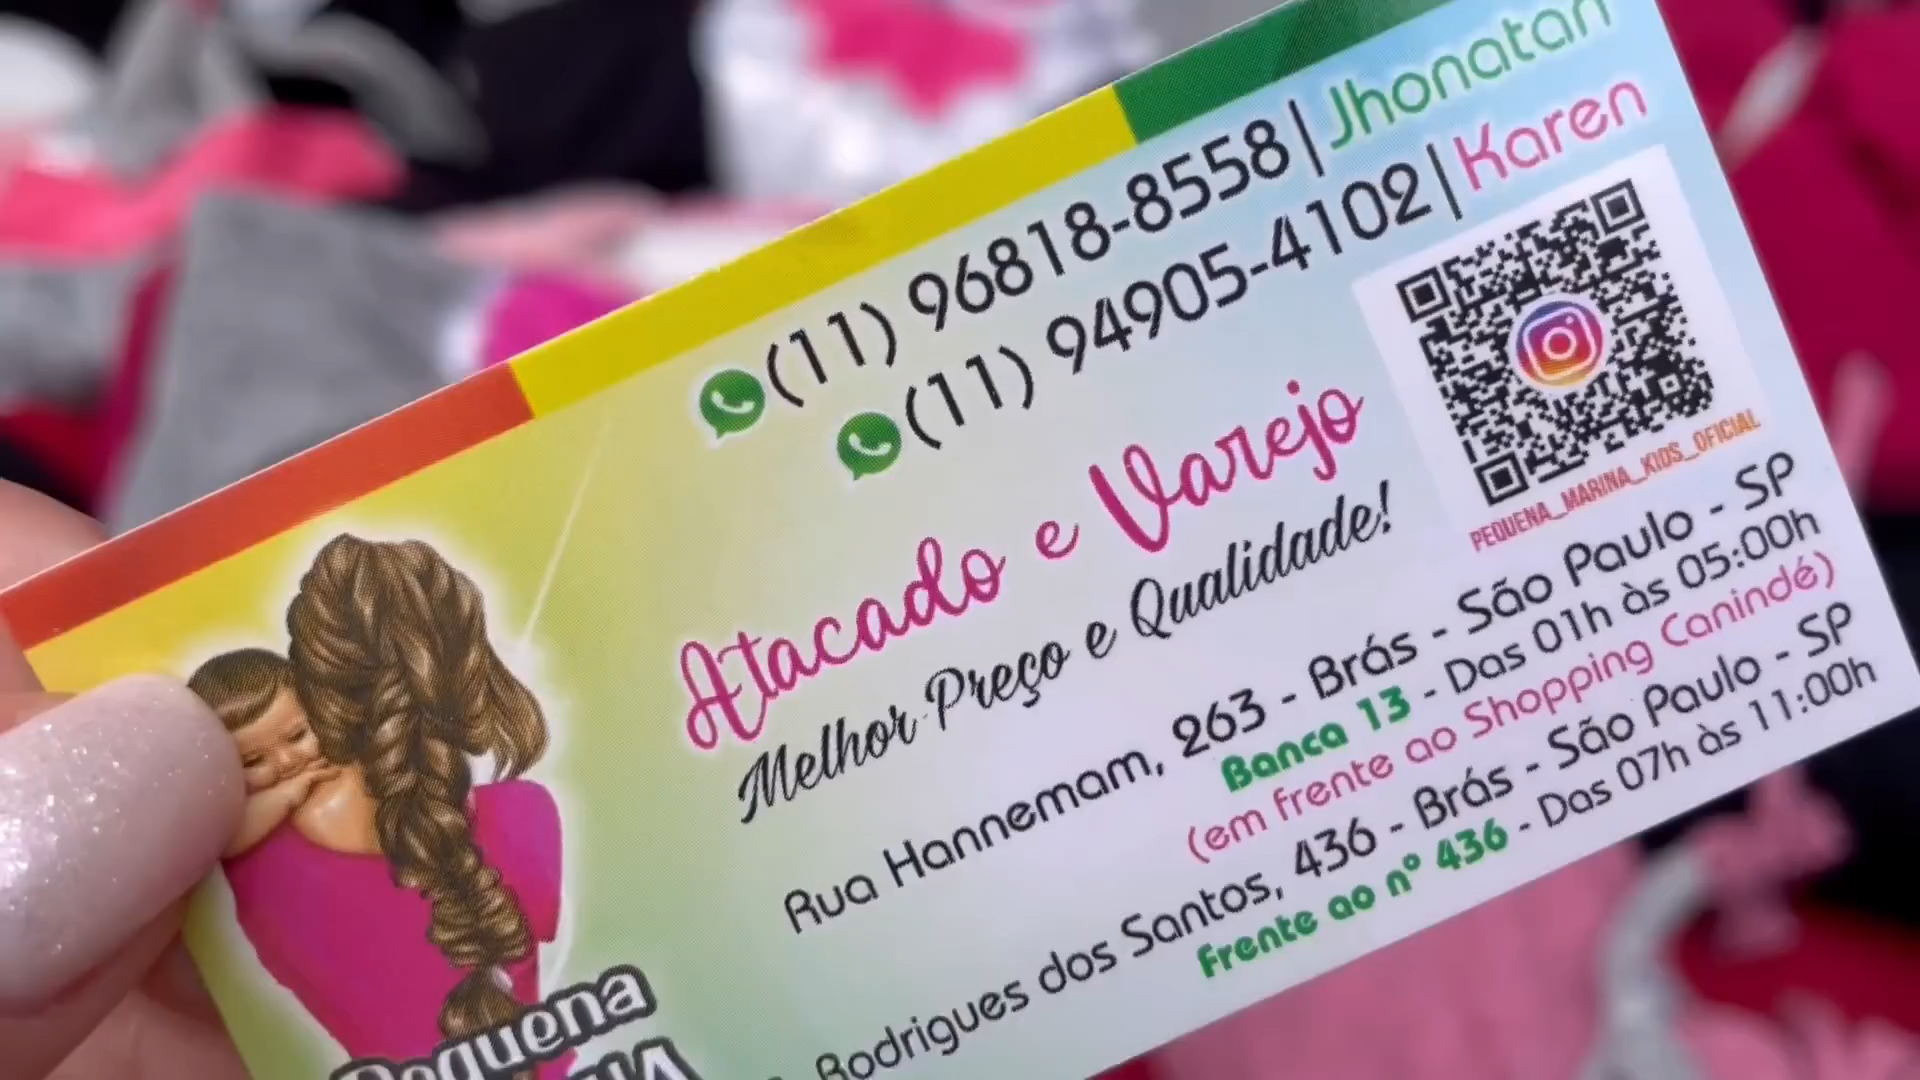 (11) 96818-8558|Jhonatan
(11) 94905-4102|Karen
PEQUENA_MARINA_KIDS_OFICIAL
Atacado e Varejo
Melhor Preço e Qualidade!
Rua Hannemam, 263 - Brás - São Paulo - SP
Banca 13 - Das 01h às 05:00h
(em frente ao Shopping Canindé)
Rodrigues dos Santos, 436 - Brás - São Paulo - SP
Frente ao nº 436 - Das 07h às 11:00h
Pequena